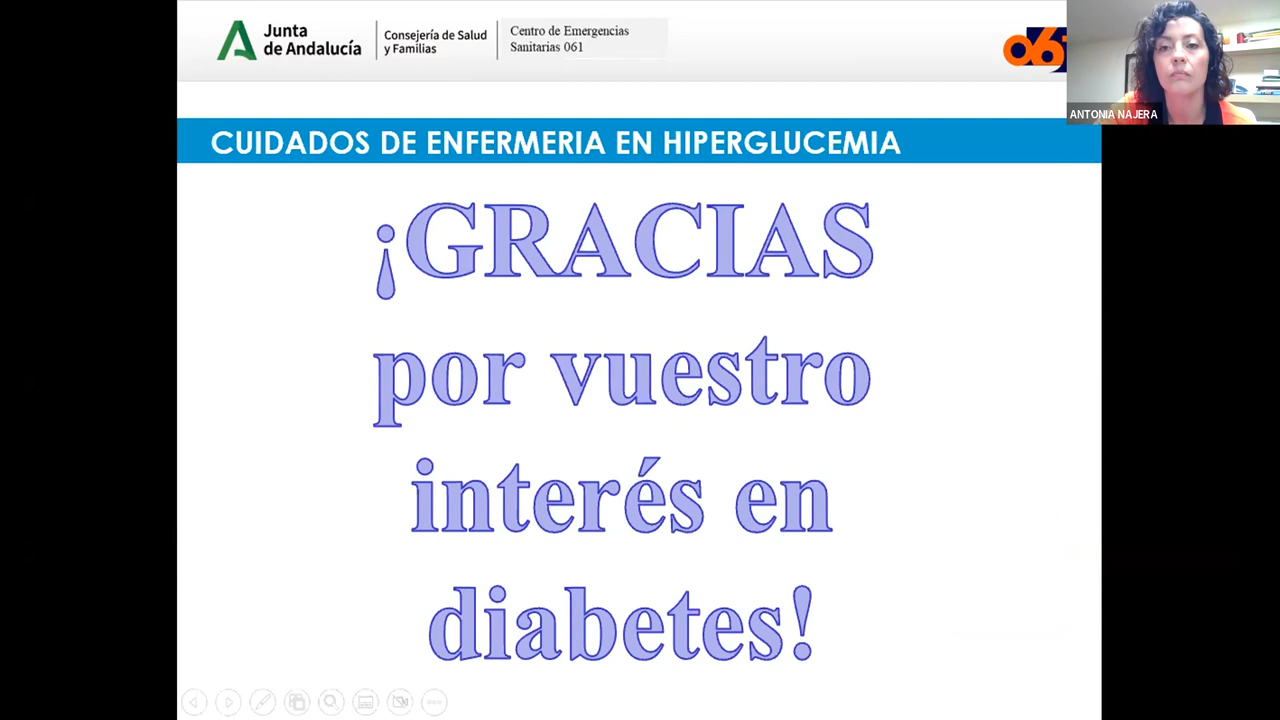 Junta
de Andalucía
Consejería de Salud
y Familias
Centro de Emergencias
Sanitarias 061
061
ANTONIA NAJERA
CUIDADOS DE ENFERMERIA EN HIPERGLUCEMIA
¡GRACIAS
por vuestro
interés en
diabetes!